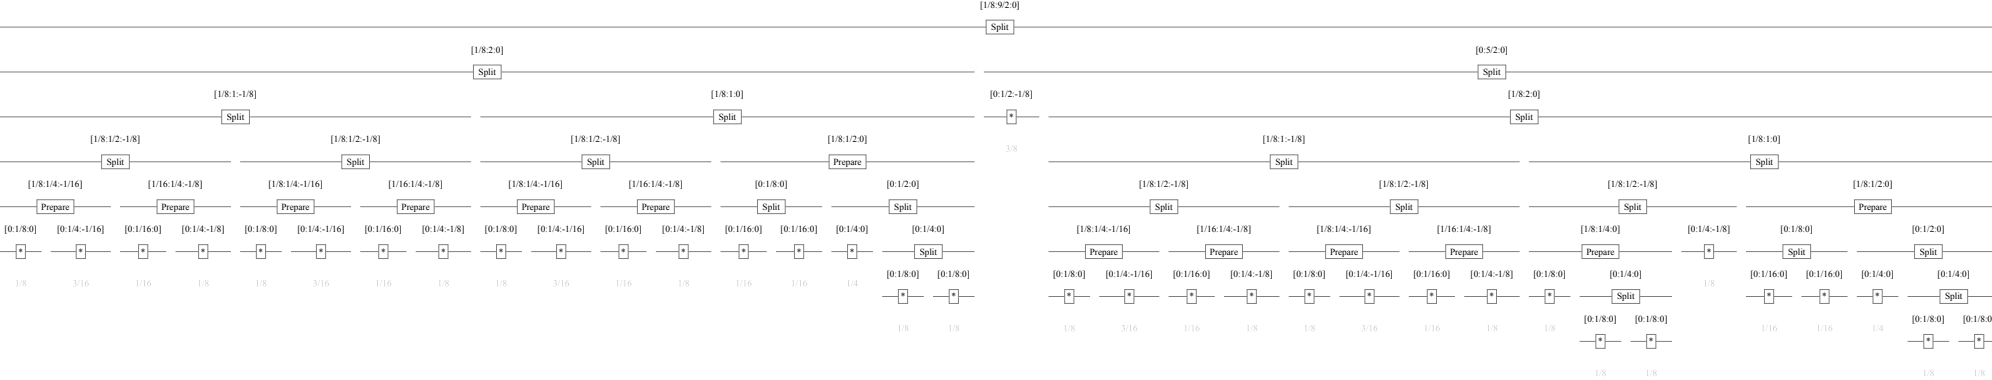 [1/8:9/2:0]
Split
[1/8:2:0] [0:5/2:0]
Split Split
[1/8:1:-1/8] [1/8:1:0] [0:1/2:-1/8] [1/8:2:0]
Split Split * Split
[1/8:1/2:-1/8] [1/8:1/2:-1/8] [1/8:1/2:-1/8] [1/8:1/2:0] 3/8 [1/8:1:-1/8] [1/8:1:0]
Split Split Split Prepare Split Split
[1/8:1/4:-1/16] [1/16:1/4:-1/8] [1/8:1/4:-1/16] [1/16:1/4:-1/8] [1/8:1/4:-1/16] [1/16:1/4:-1/8] [0:1/8:0] [0:1/2:0] [1/8:1/2:-1/8] [1/8:1/2:-1/8] [1/8:1/2:-1/8] [1/8:1/2:0]
Prepare Prepare Prepare Prepare Prepare Prepare Split Split Split Split Split Prepare
[0:1/8:0] [0:1/4:-1/16] [0:1/16:0] [0:1/4:-1/8] [0:1/8:0] [0:1/4:-1/16] [0:1/16:0] [0:1/4:-1/8] [0:1/8:0] [0:1/4:-1/16] [0:1/16:0] [0:1/4:-1/8] [0:1/16:0] [0:1/16:0] [0:1/4:0] [0:1/4:0] [1/8:1/4:-1/16] [1/16:1/4:-1/8] [1/8:1/4:-1/16] [1/16:1/4:-1/8] [1/8:1/4:0] [0:1/4:-1/8] [0:1/8:0] [0:1/2:0]
* * * * * * * * * * * * * * * Split Prepare Prepare Prepare Prepare Prepare * Split Split
[0:1/8:0] [0:1/8:0] [0:1/8:0] [0:1/4:-1/16] [0:1/16:0] [0:1/4:-1/8] [0:1/8:0] [0:1/4:-1/16] [0:1/16:0] [0:1/4:-1/8] [0:1/8:0] [0:1/4:0] [0:1/16:0] [0:1/16:0] [0:1/4:0] [0:1/4:0]
1/8 3/16 1/16 1/8 1/8 3/16 1/16 1/8 1/8 3/16 1/16 1/8 1/16 1/16 1/4 1/8
* * * * * * * * * * * Split * * * Split
[0:1/8:0] [0:1/8:0] [0:1/8:0] [0:1/8:0
1/8 1/8 1/8 3/16 1/16 1/8 1/8 3/16 1/16 1/8 1/8 1/16 1/16 1/4
* * * *
1/8 1/8 1/8 1/8